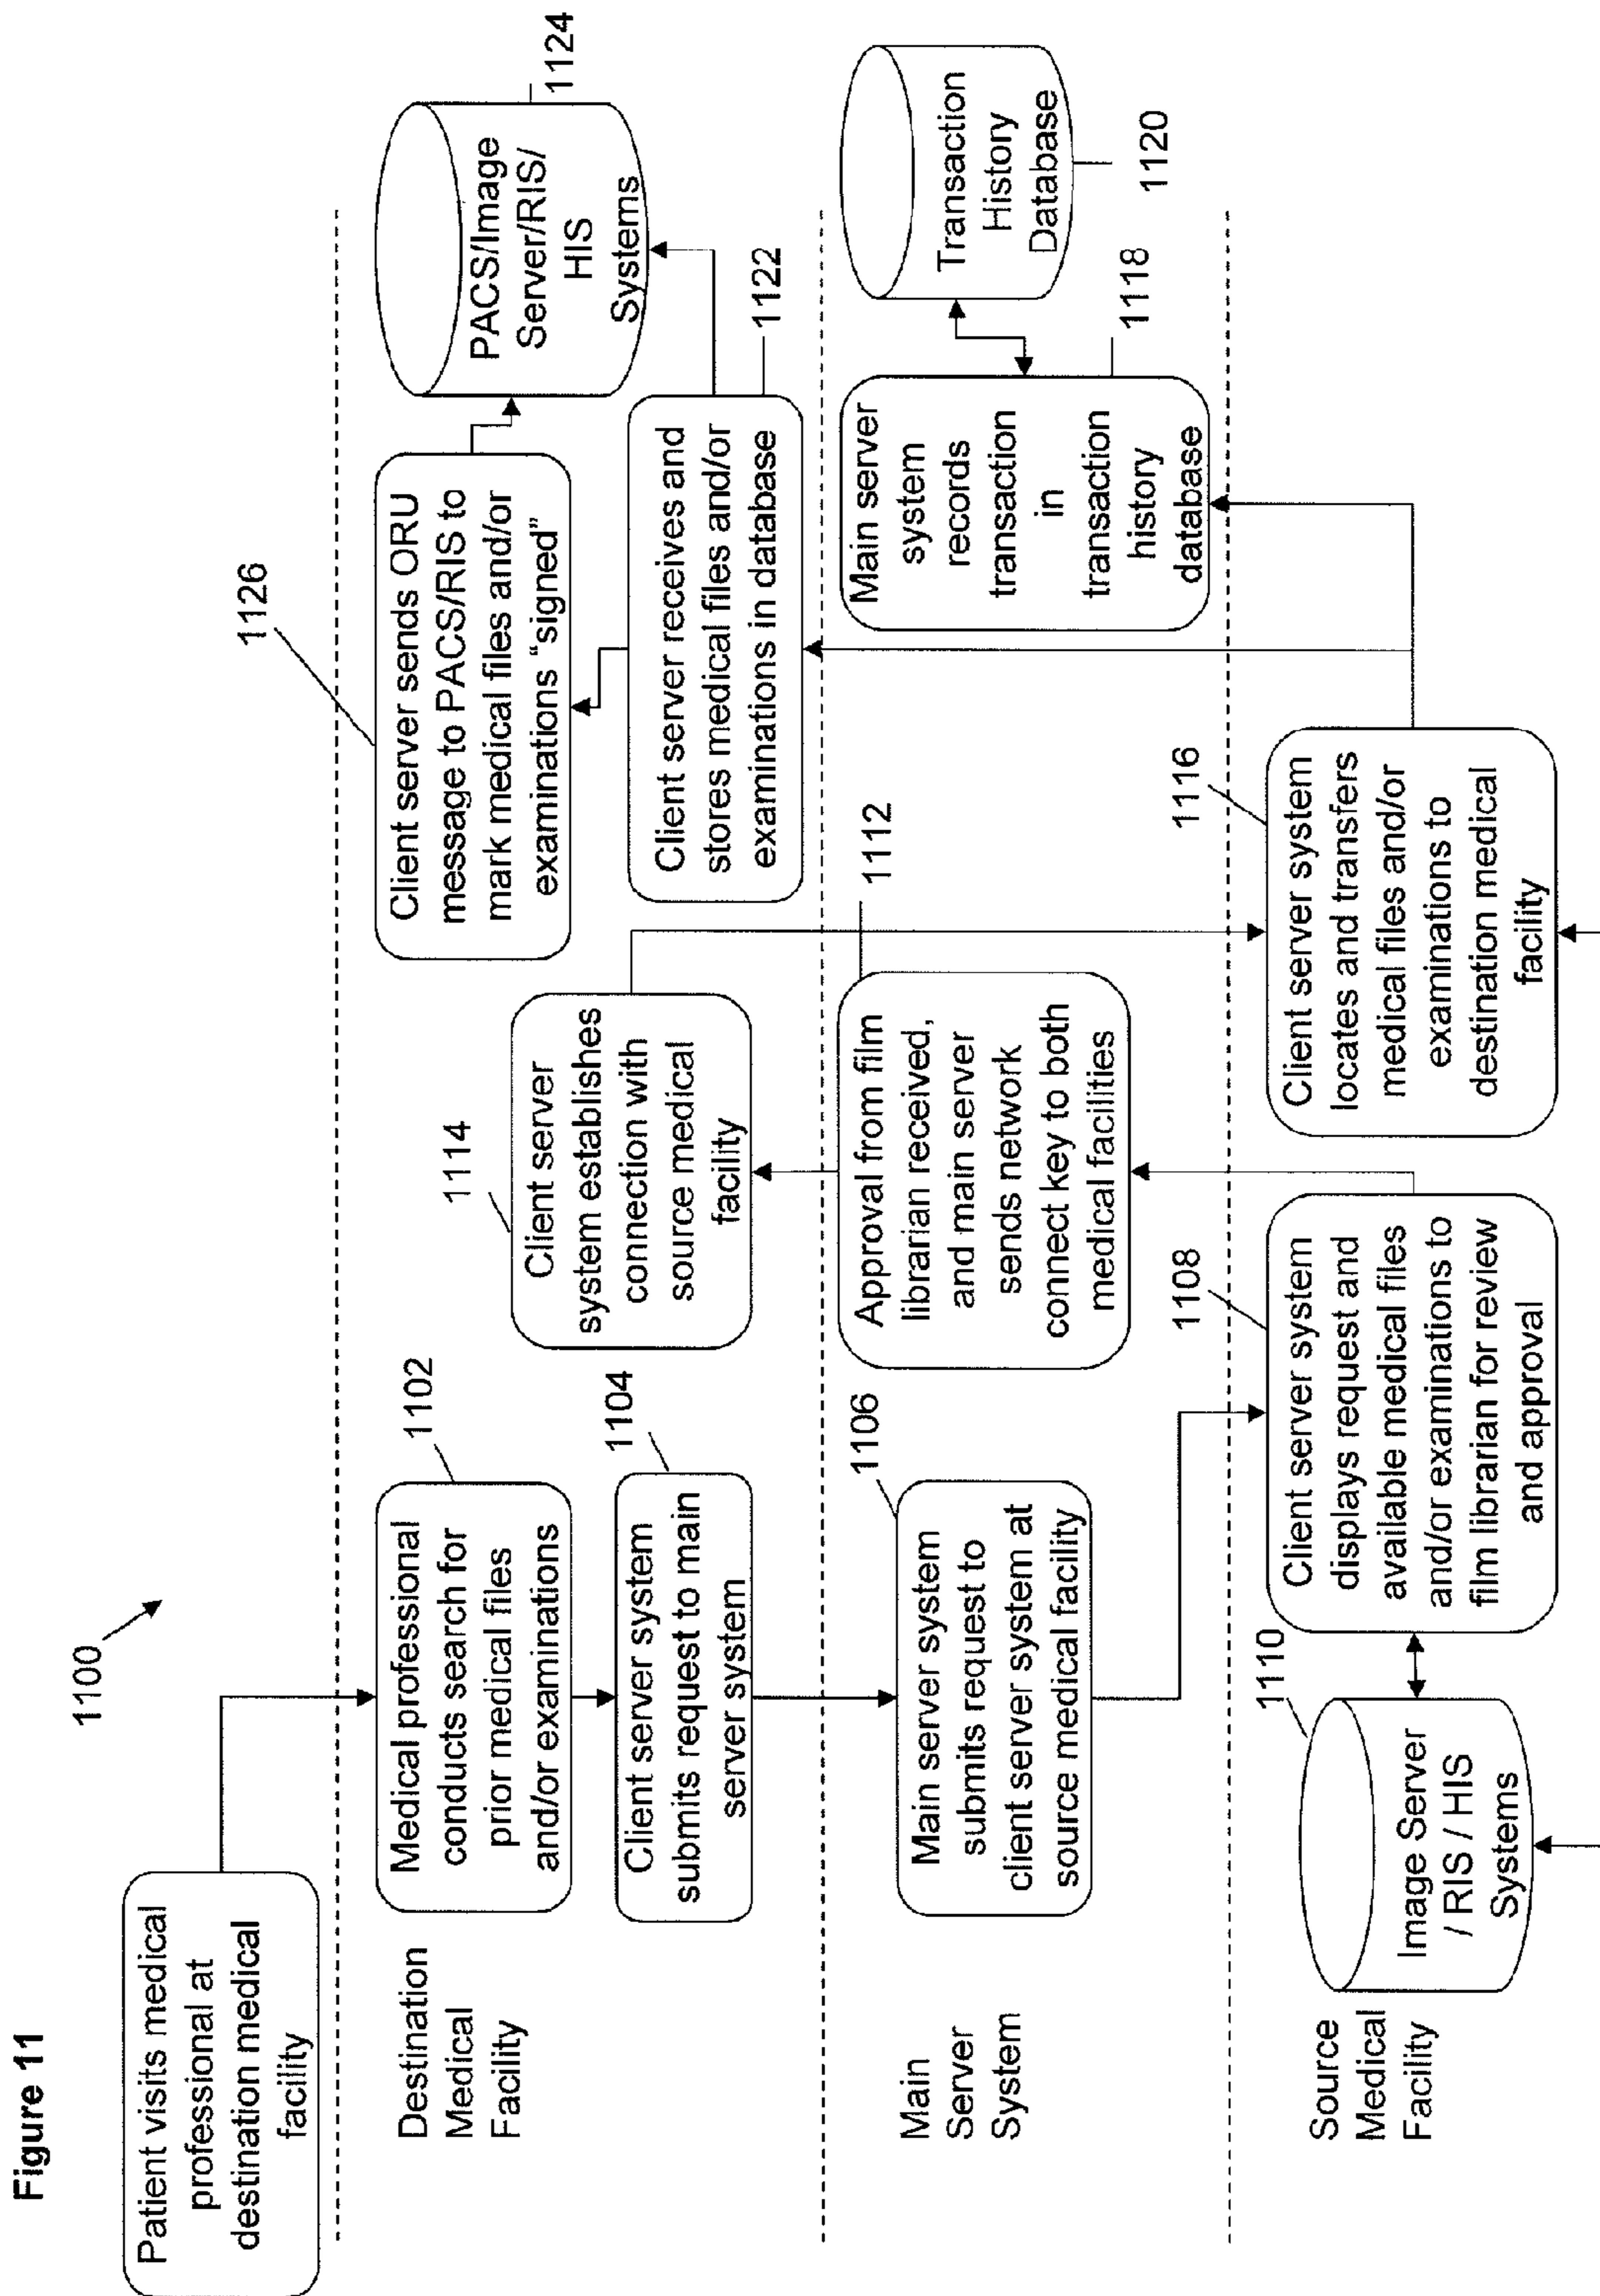 Figure 11
1100
Patient visits medical
professional at
destination medical
facility
Destination
Medical
Facility
1102
Medical professional
conducts search for
prior medical files
and/or examinations
1104
Client server system
submits request to main
server system
Main
Server
System
1106
Main server system
submits request to
client server system at
source medical facility
Source
Medical
Facility
1110
Image Server
/ RIS / HIS
Systems
1108
Client server system
displays request and
available medical files
and/or examinations to
film librarian for review
and approval
1112
Approval from film
librarian received,
and main server
sends network
connect key to both
medical facilities
1114
Client server
system establishes
connection with
source medical
facility
1116
Client server system
locates and transfers
medical files and/or
examinations to
destination medical
facility
1118
Main server
system
records
transaction
in
transaction
history
database
1120
Transaction
History
Database
1122
Client server receives and
stores medical files and/or
examinations in database
1126
Client server sends ORU
message to PACS/RIS to
mark medical files and/or
examinations “signed”
1124
PACS/Image
Server/RIS/
HIS
Systems